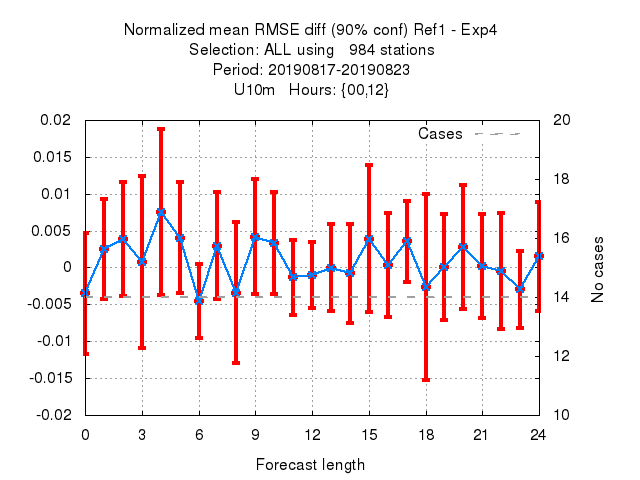 Normalized mean RMSE diff (90% conf) Ref1 - Exp4
Selection: ALL using   984 stations
Period: 20190817-20190823
U10m   Hours: {00,12}
Cases
0.02
0.015
0.01
0.005
0
-0.005
-0.01
-0.015
-0.02
20
18
16
14
12
10
No cases
0 3 6 9 12 15 18 21 24
Forecast length